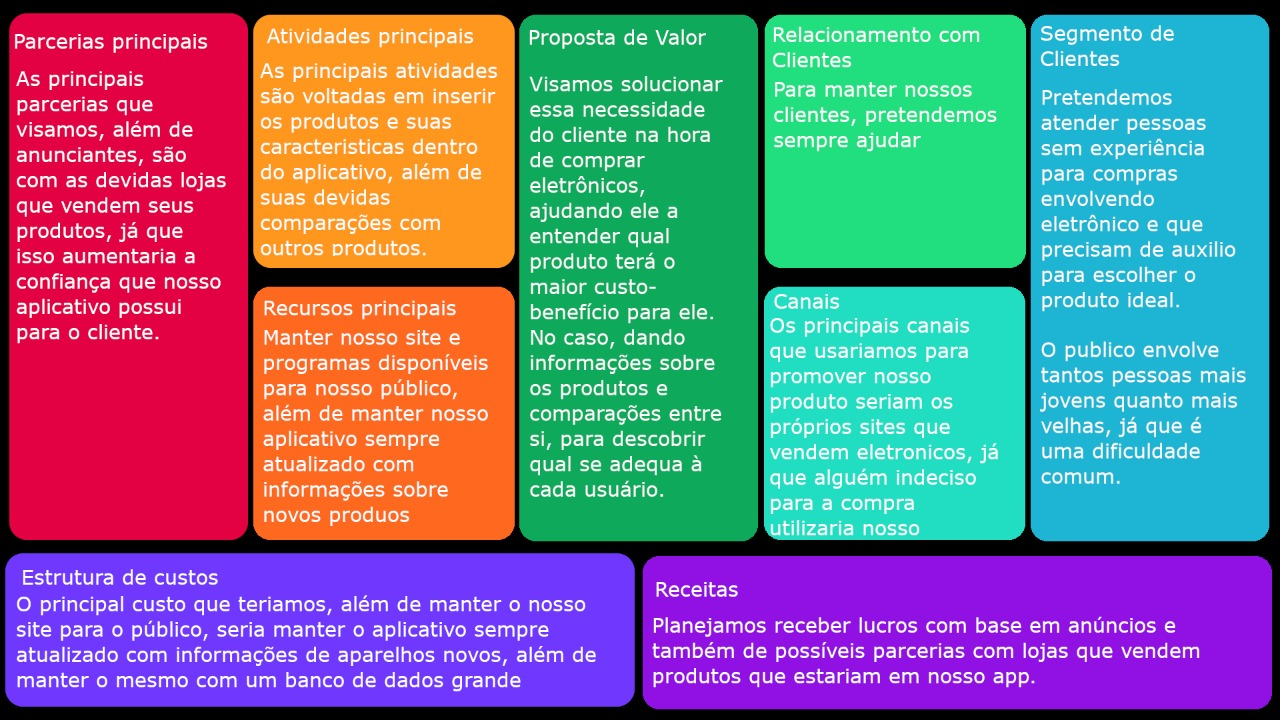 Parcerias principais
As principais
parcerias que
visamos, além de
anunciantes, são
com as devidas lojas
que vendem seus
produtos, já que
isso aumentaria a
confiança que nosso
aplicativo possui
para o cliente.
Atividades principais
As principais atividades
são voltadas em inserir
os produtos e suas
caracteristicas dentro
do aplicativo, além de
suas devidas
comparações com
outros produtos.
Recursos principais
Manter nosso site e
programas disponíveis
para nosso público,
além de manter nosso
aplicativo sempre
atualizado com
informações sobre
novos produos
Proposta de Valor
Visamos solucionar
essa necessidade
do cliente na hora
de comprar
eletrônicos,
ajudando ele a
entender qual
produto terá o
maior custo-
benefício para ele.
No caso, dando
informações sobre
os produtos e
comparações entre
si, para descobrir
qual se adequa à
cada usuário.
Relacionamento com
Clientes
Para manter nossos
clientes, pretendemos
sempre ajudar
Canais
Os principais canais
que usariamos para
promover nosso
produto seriam os
próprios sites que
vendem eletronicos, já
que alguém indeciso
para a compra
utilizaria nosso
Segmento de
Clientes
Pretendemos
atender pessoas
sem experiência
para compras
envolvendo
eletrônico e que
precisam de auxilio
para escolher o
produto ideal.
O publico envolve
tantos pessoas mais
jovens quanto mais
velhas, já que é
uma dificuldade
comum.
Estrutura de custos
O principal custo que teriamos, além de manter o nosso
site para o público, seria manter o aplicativo sempre
atualizado com informações de aparelhos novos, além de
manter o mesmo com um banco de dados grande
Receitas
Planejamos receber lucros com base em anúncios e
também de possíveis parcerias com lojas que vendem
produtos que estariam em nosso app.